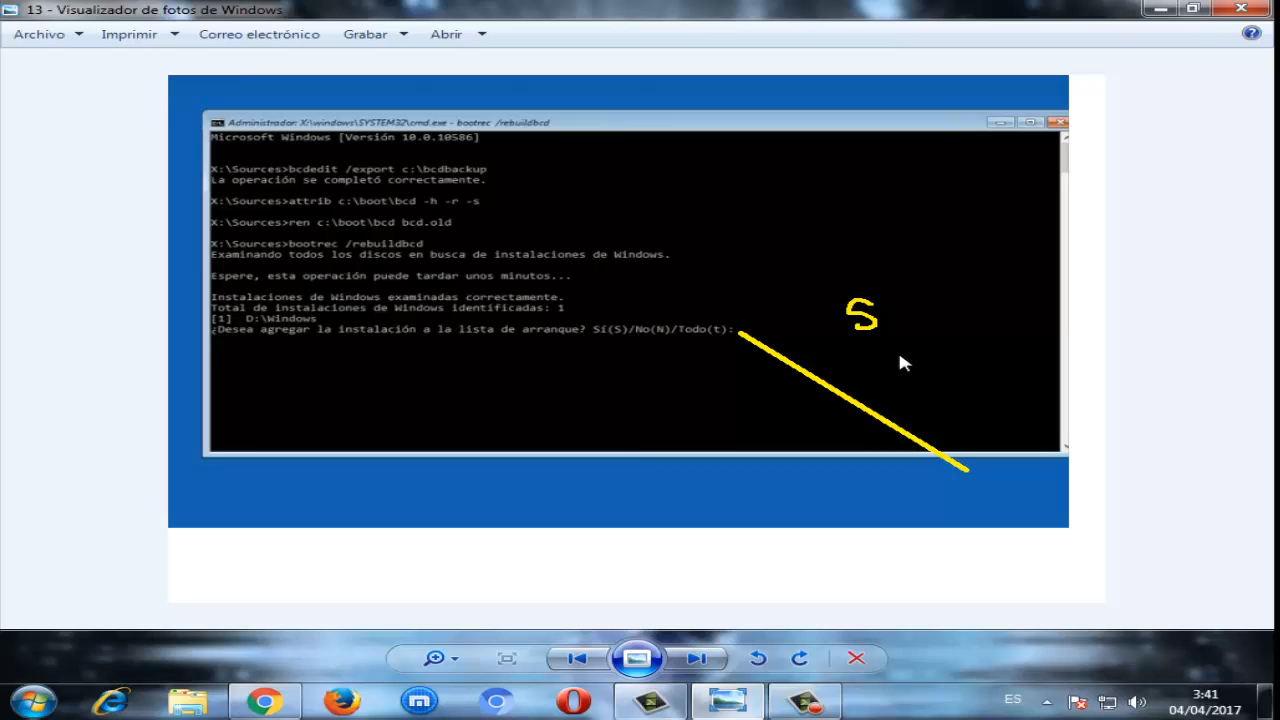 13 - Visualizador de fotos de Windows
Archivo Imprimir Correo electrónico Grabar Abrir
Administrador: X:\windows\SYSTEM32\cmd.exe - bootrec /rebuildbcd
Microsoft Windows [Versión 10.0.10586]
X:\Sources>bcdedit /export c:\bcdbackup
La operación se completó correctamente.
X:\Sources>attrib c:\boot\bcd -h -r -s
X:\Sources>ren c:\boot\bcd bcd.old
X:\Sources>bootrec /rebuildbcd
Examinando todos los discos en busca de instalaciones de Windows.
Espere, esta operación puede tardar unos minutos...
Instalaciones de Windows examinadas correctamente.
Total de instalaciones de Windows identificadas: 1
[1] D:\Windows
¿Desea agregar la instalación a la lista de arranque? Sí(S)/No(N)/Todo(t):
S
ES
3:41
04/04/2017